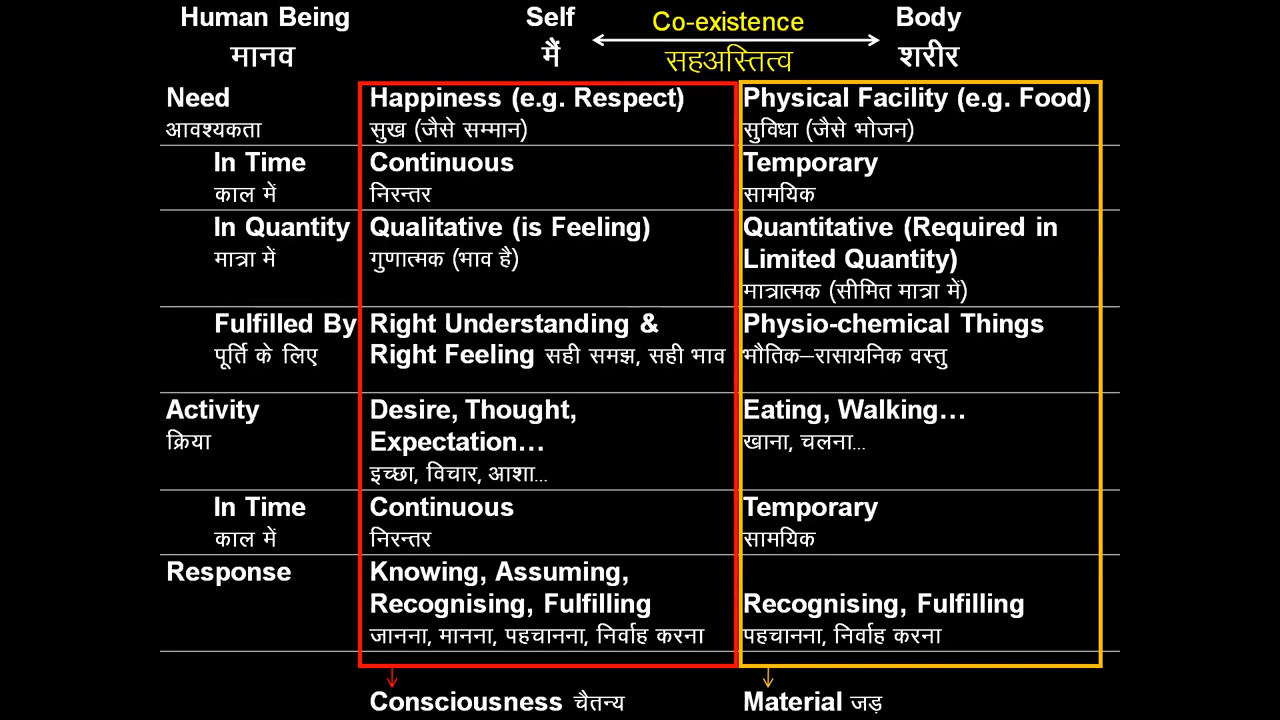 Human Being Self Co-existence Body
मानव मैं सहअस्तित्व शरीर
Need Happiness (e.g. Respect) Physical Facility (e.g. Food)
आवश्यकता सुख (जैसे सम्मान) सुविधा (जैसे भोजन)
In Time Continuous Temporary
काल में निरन्तर सामयिक
In Quantity Qualitative (is Feeling) Quantitative (Required in
मात्रा में गुणात्मक (भाव है) Limited Quantity)
मात्रात्मक (सीमित मात्रा में)
Fulfilled By Right Understanding & Physio-chemical Things
पूर्ति के लिए Right Feeling सही समझ, सही भाव भौतिक–रासायनिक वस्तु
Activity Desire, Thought, Eating, Walking…
क्रिया Expectation… खाना, चलना...
इच्छा, विचार, आशा...
In Time Continuous Temporary
काल में निरन्तर सामयिक
Response Knowing, Assuming,
Recognising, Fulfilling Recognising, Fulfilling
जानना, मानना, पहचानना, निर्वाह करना पहचानना, निर्वाह करना
Consciousness चैतन्य Material जड़